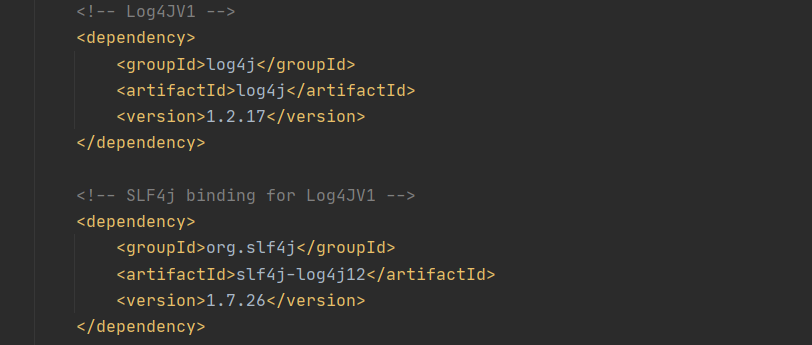 <!-- Log4JV1 -->
<dependency>
<groupId>log4j</groupId>
<artifactId>log4j</artifactId>
<version>1.2.17</version>
</dependency>
<!-- SLF4j binding for Log4JV1 -->
<dependency>
<groupId>org.slf4j</groupId>
<artifactId>slf4j-log4j12</artifactId>
<version>1.7.26</version>
</dependency>